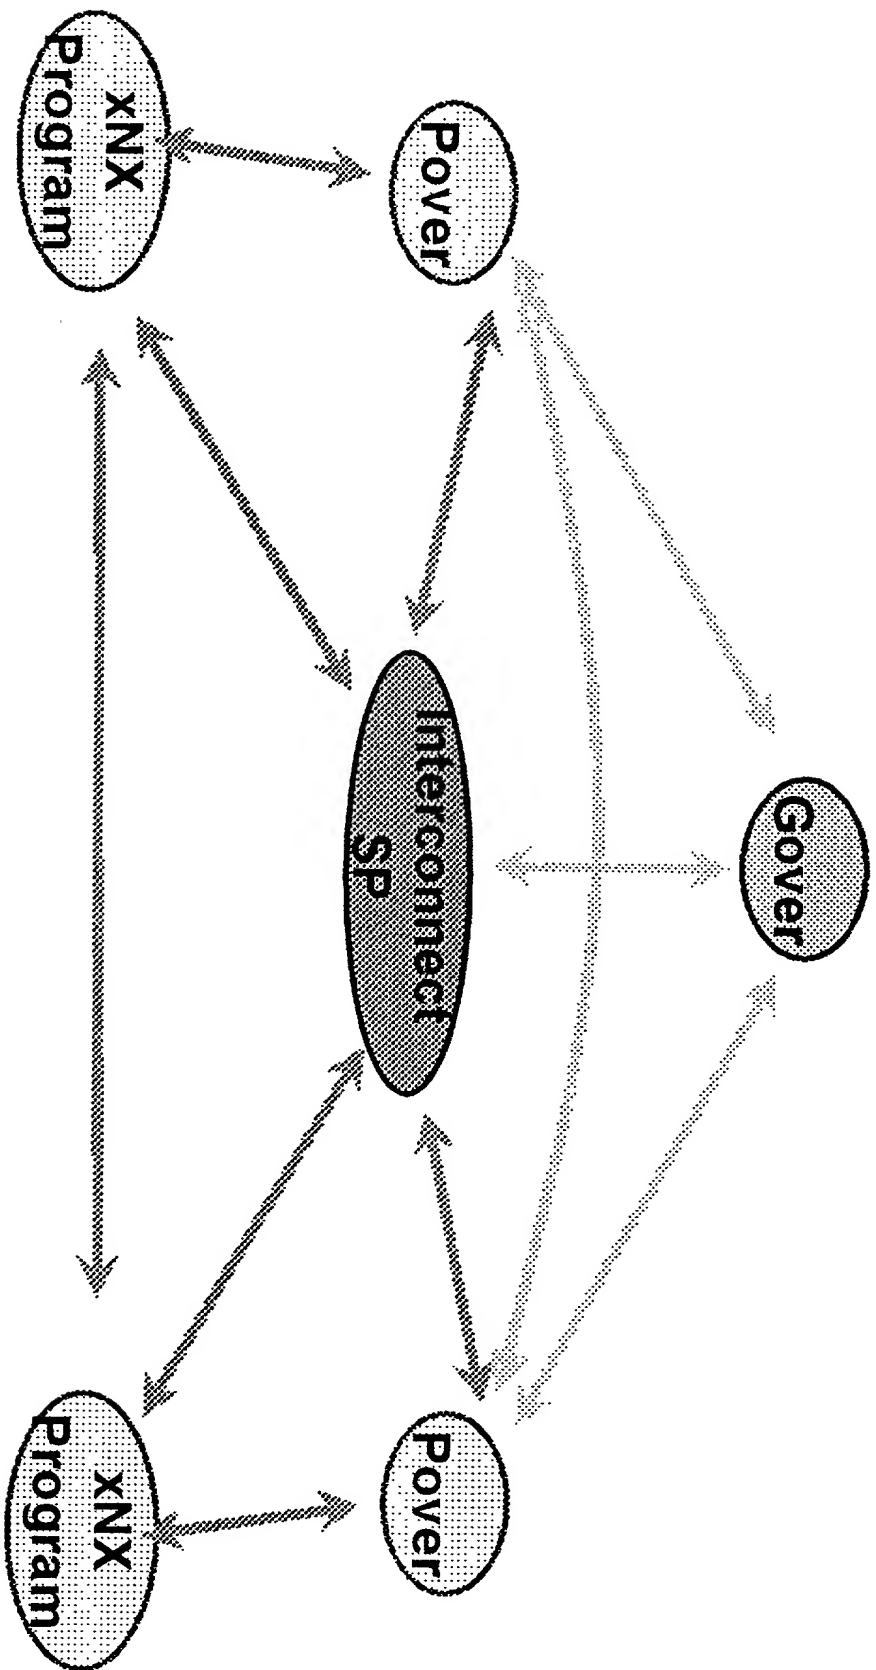 Gover
Pover
Interconnect
SP
Pover
xNX
Program
xNX
Program